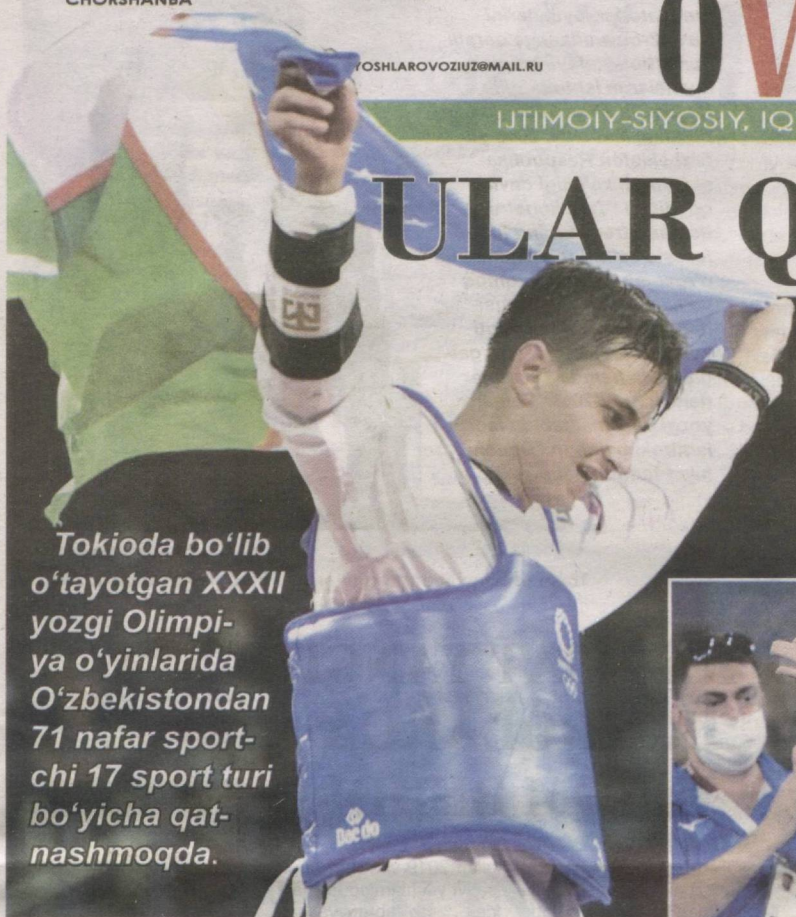 CHORSHANBA
YOSHLAROVOZIUZ@MAIL.RU
OV
IJTIMOIY-SIYOSIY, IQ
ULAR Q
Tokioda bo‘lib
o‘tayotgan XXXII
yozgi Olimpi-
ya o‘yinlarida
O‘zbekistondan
71 nafar sport-
chi 17 sport turi
bo‘yicha qat-
nashmoqda.
Daedo